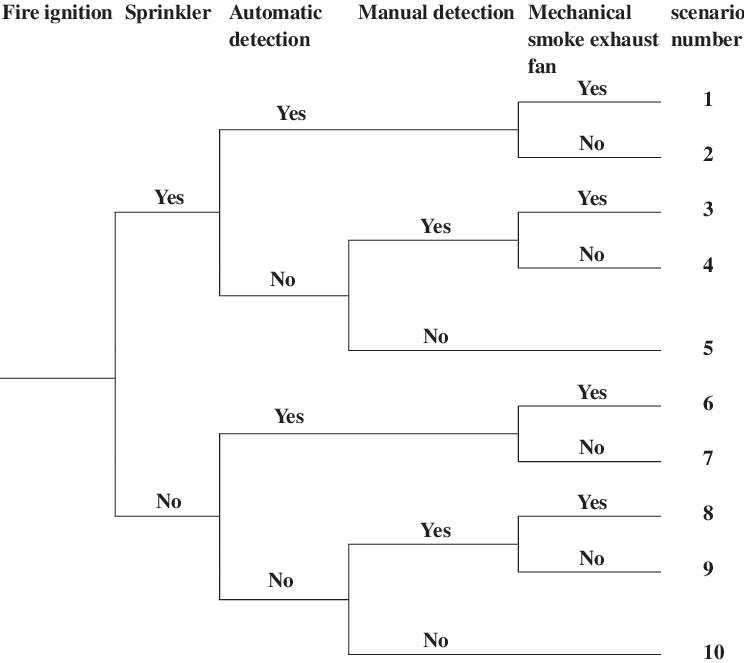 Fire ignition Sprinkler Automatic detection Manual detection Mechanical smoke exhaust fan scenario number
Yes
1
Yes
No
2
Yes
Yes
3
Yes
No
4
No
No
5
Yes
6
Yes
No
7
No
Yes
8
Yes
No
9
No
No
10